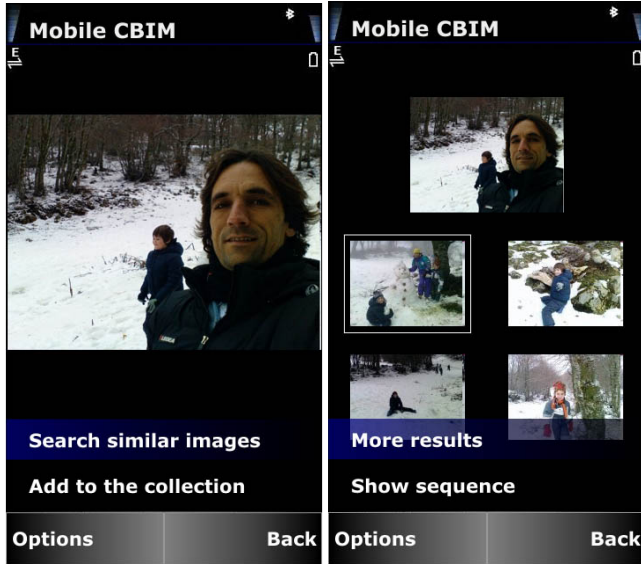 Mobile CBIM
E
Search similar images
Add to the collection
Options Back
Mobile CBIM
E
More results
Show sequence
Options Back